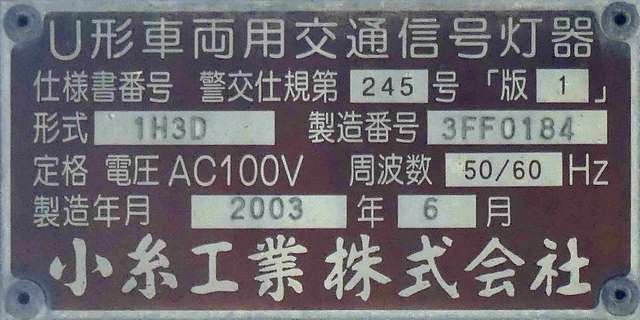 U形車両用交通信号灯器
仕様書番号 警交仕規第 245 号 「版 1 」
形式 1H3D 製造番号 3FF0184
定格 電圧 AC100V 周波数 50/60 Hz
製造年月 2003 年 6 月
小糸工業株式会社